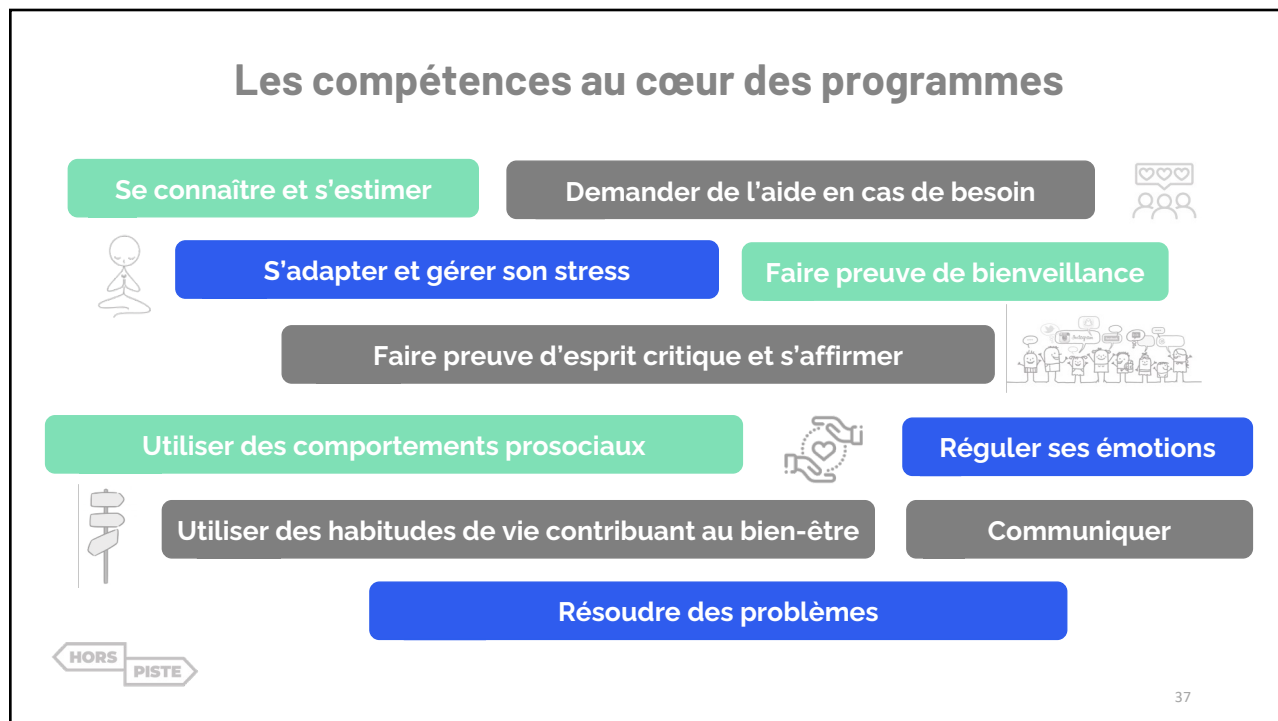 Les compétences au cœur des programmes
Se connaître et s'estimer
Demander de l'aide en cas de besoin
S'adapter et gérer son stress
Faire preuve de bienveillance
Faire preuve d'esprit critique et s'affirmer
Utiliser des comportements prosociaux
Réguler ses émotions
Utiliser des habitudes de vie contribuant au bien-être
Communiquer
Résoudre des problèmes
HORS
PISTE
37